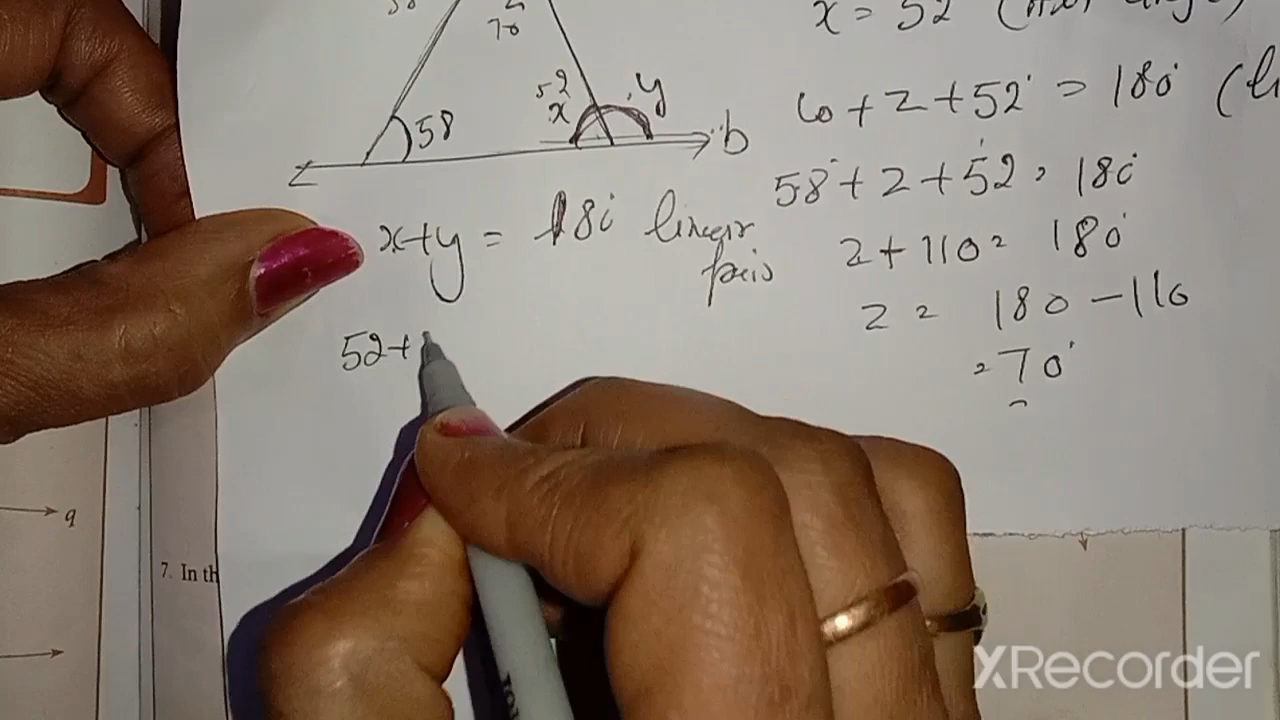 70
52
x
y
58
b
x = 52
ω + z + 52° = 180° (
58° + z + 52° = 180°
z + 110 = 180°
z = 180 - 110
= 70°
x+y = 180 linear
pair
52+
q
7. In th
XRecorder